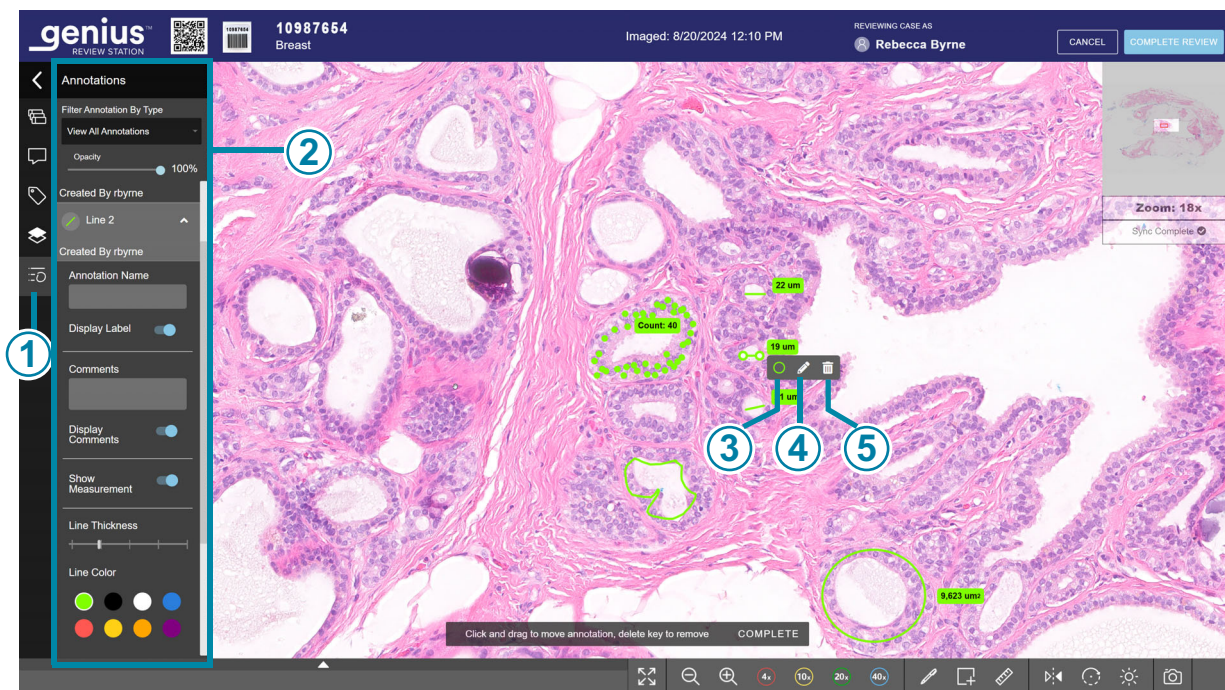 genius™
REVIEW STATION
10987654
10987654
Breast
Imaged: 8/20/2024 12:10 PM
REVIEWING CASE AS
Rebecca Byrne
CANCEL
COMPLETE REVIEW
Annotations
Filter Annotation By Type
View All Annotations
Opacity
100%
Created By rbyrne
Line 2
Created By rbyrne
Annotation Name
Display Label
Comments
Display
Comments
Show
Measurement
Line Thickness
Line Color
1
2
Zoom: 18x
Sync Complete
22 um
Count: 40
19 um
1 um
3
4
5
9,623 um2
Click and drag to move annotation, delete key to remove
COMPLETE
4x
10x
20x
40x